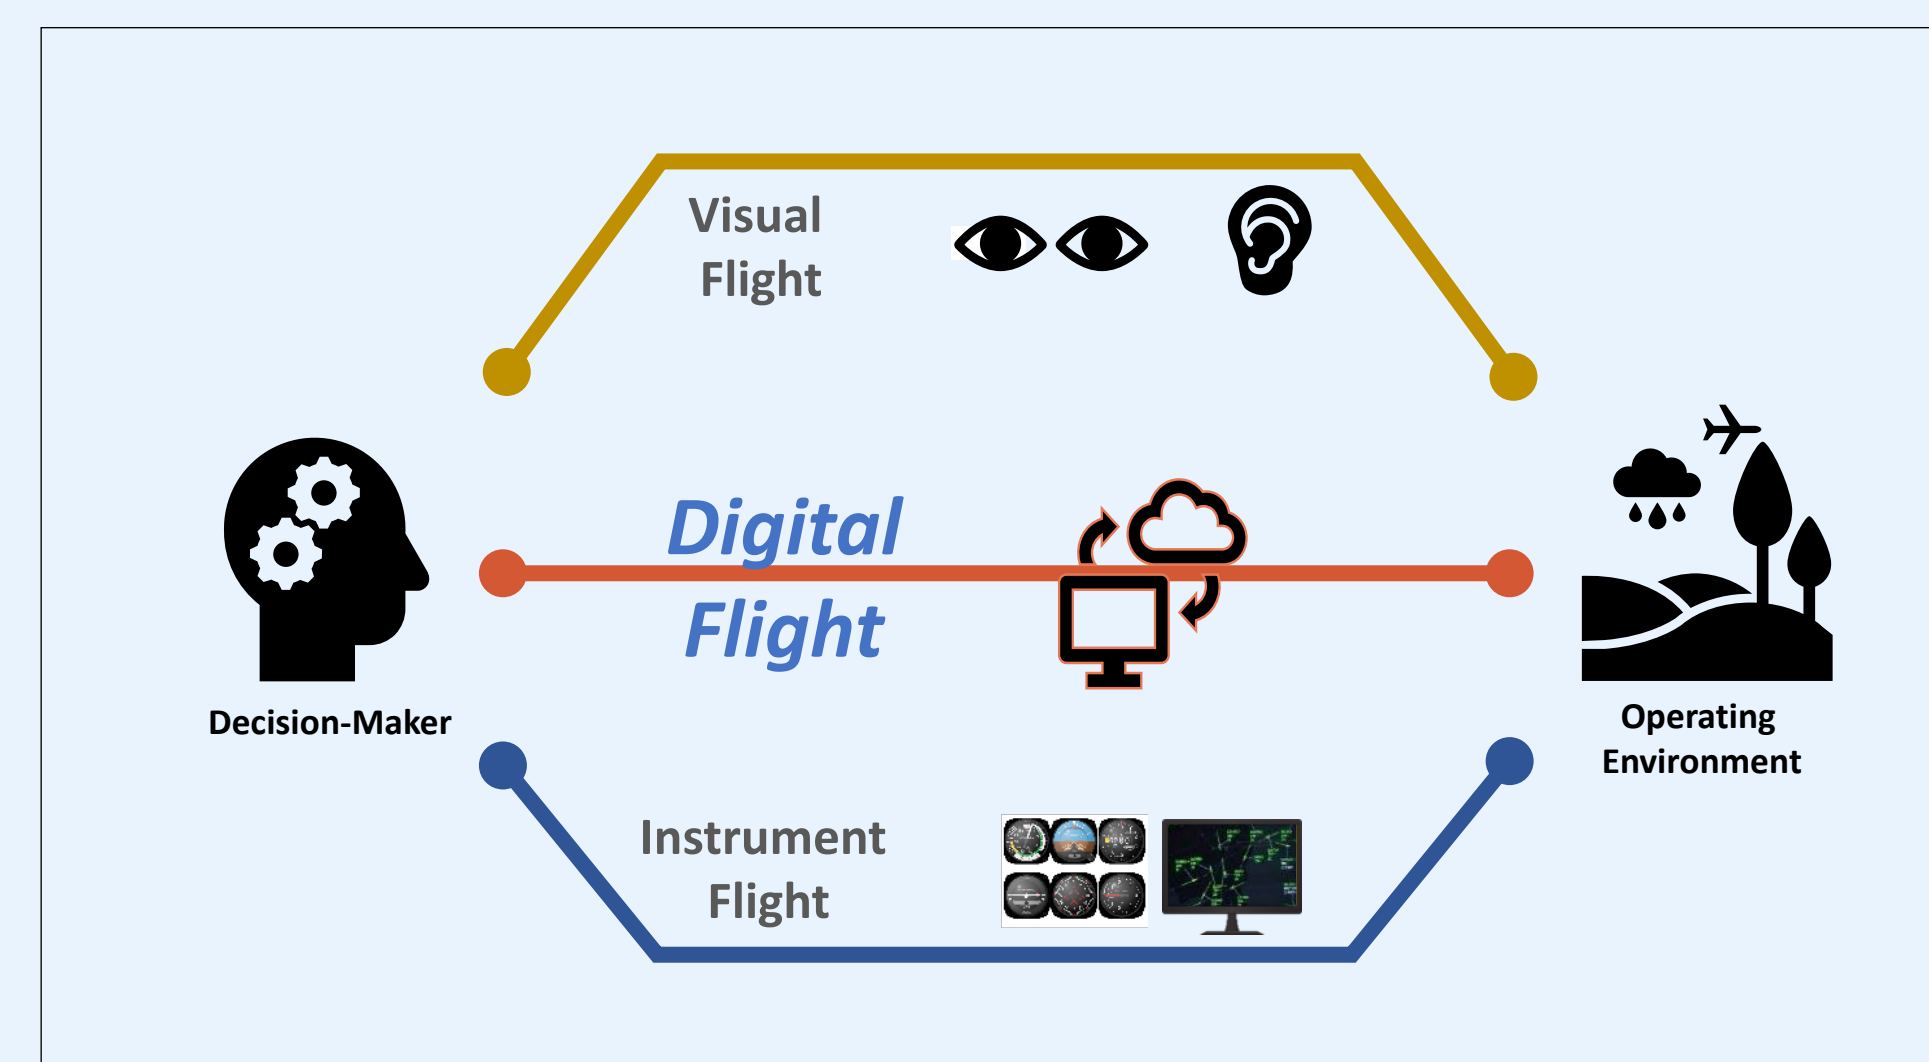 Visual
Flight
Digital
Flight
Decision-Maker
Operating
Environment
Instrument
Flight